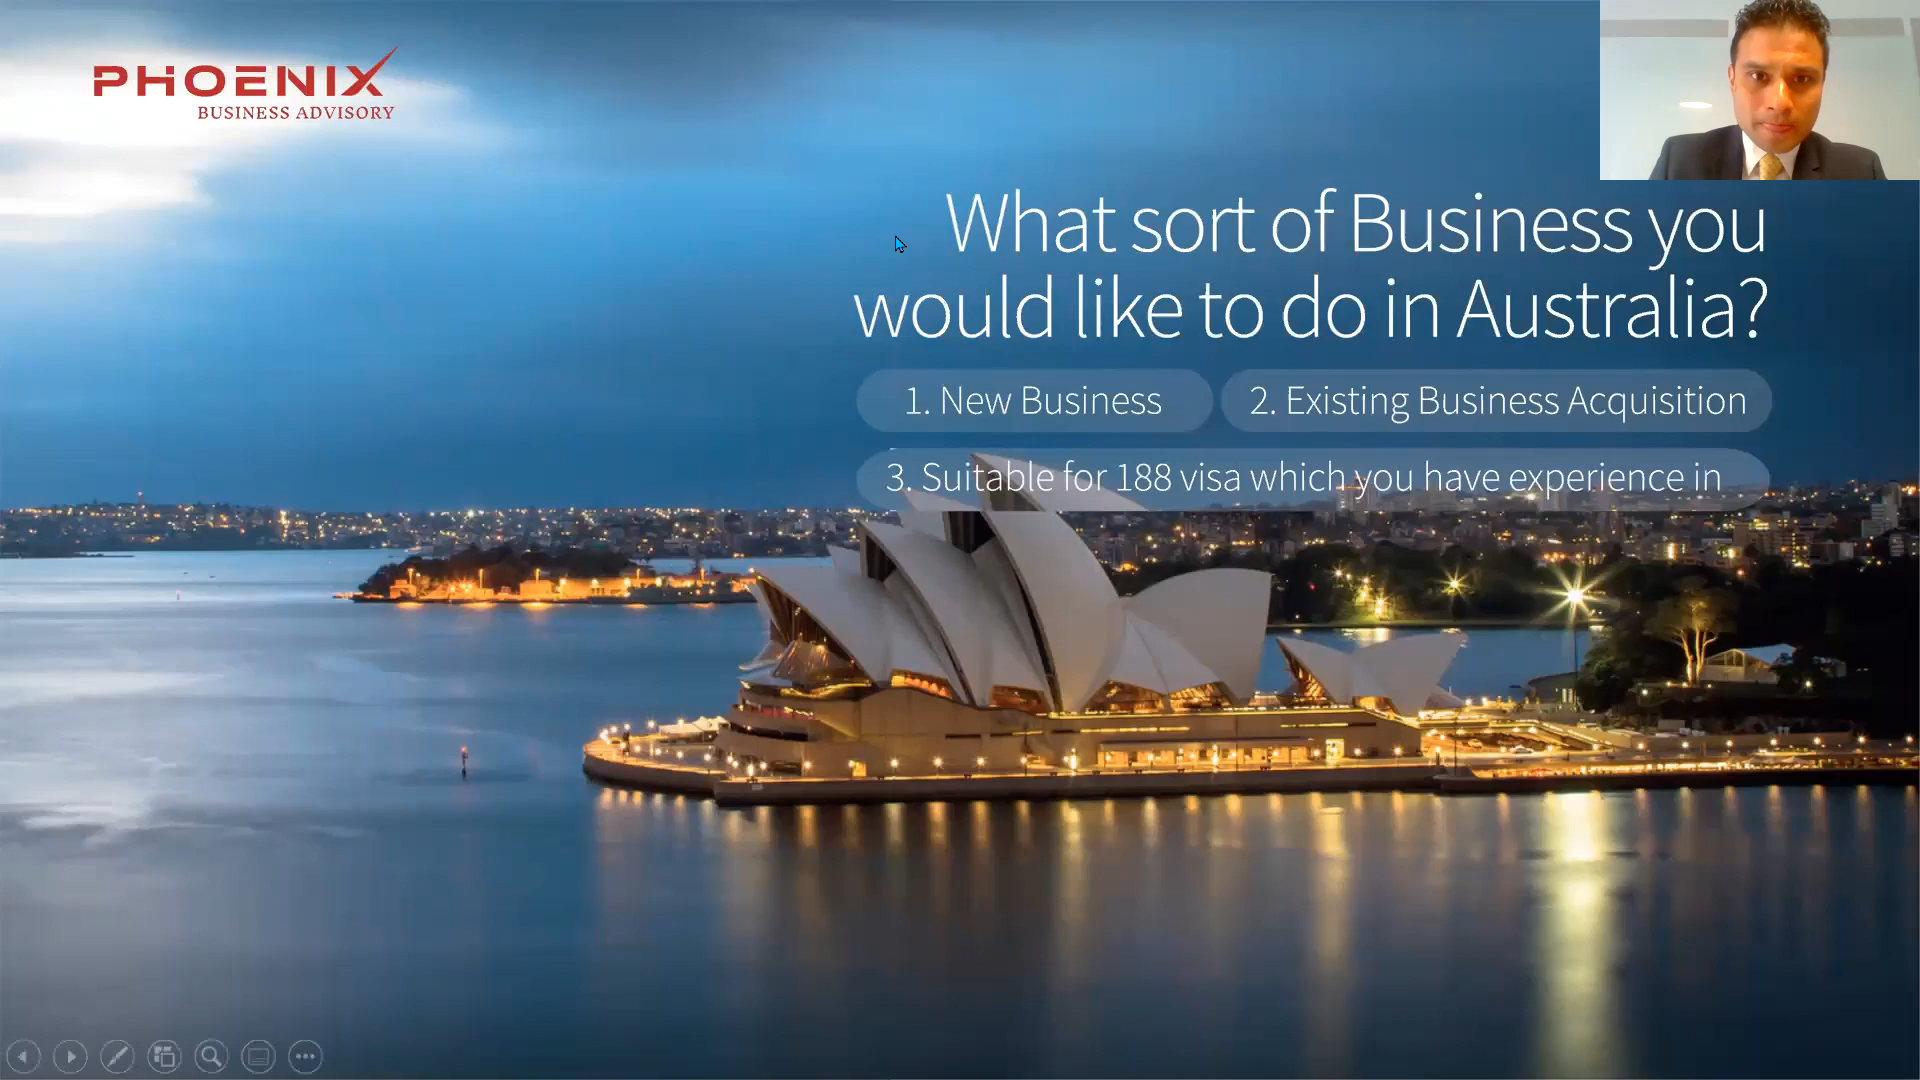 PHOENIX
BUSINESS ADVISORY
What sort of Business you
would like to do in Australia?
1. New Business
2. Existing Business Acquisition
3. Suitable for 188 visa which you have experience in